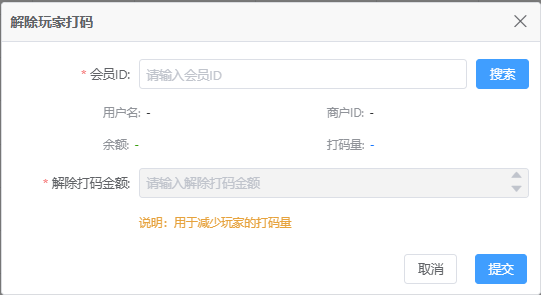 解除玩家打码
* 会员ID: 请输入会员ID 搜索
用户名: - 商户ID: -
余额: - 打码量: -
* 解除打码金额: 请输入解除打码金额
说明：用于减少玩家的打码量
取消 提交